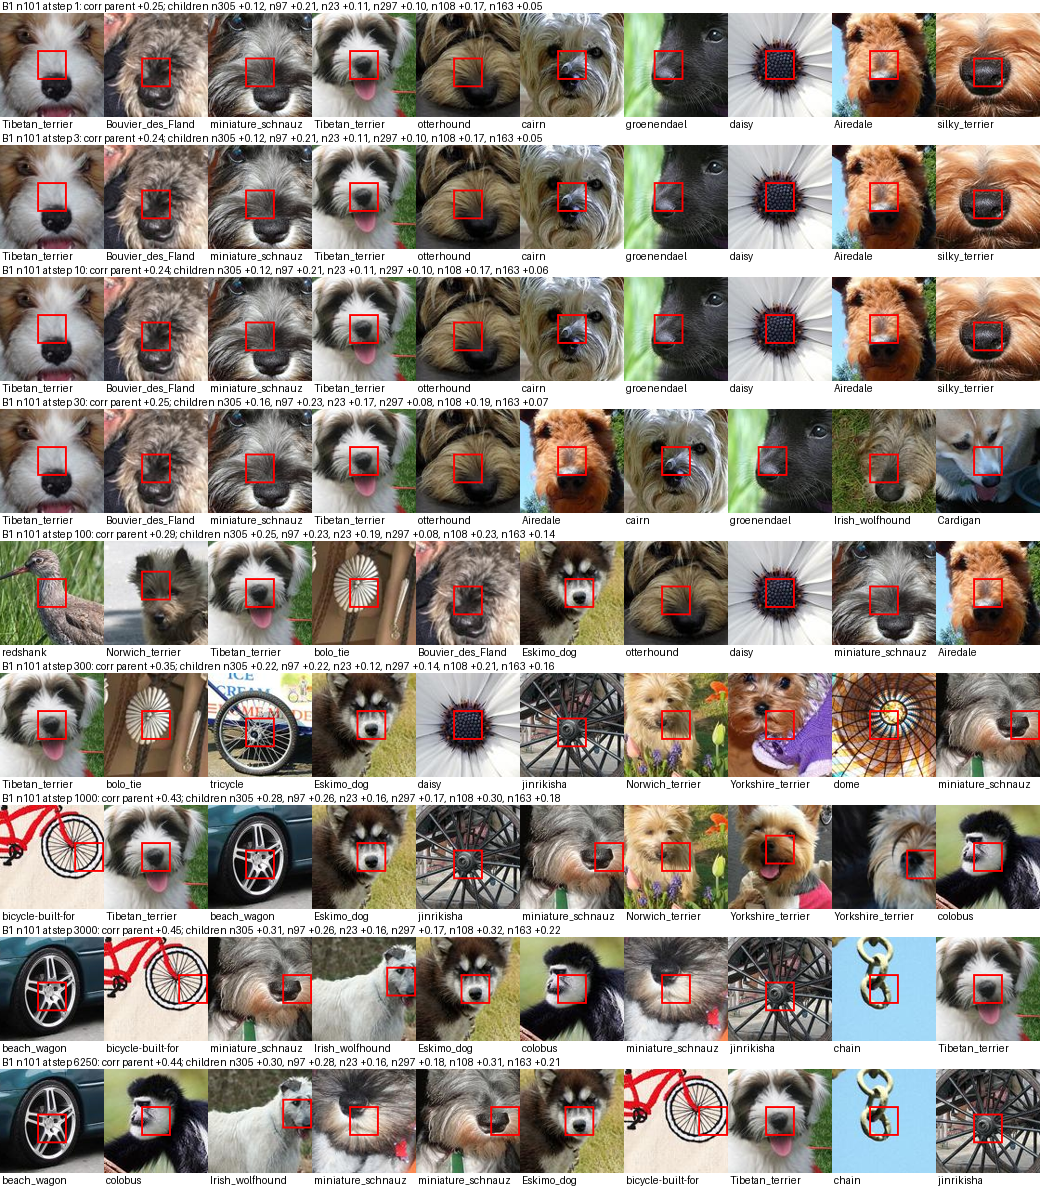 B1 n101 at step 1: corr parent +0.25; children n305 +0.12, n97 +0.21, n23 +0.11, n297 +0.10, n108 +0.17, n163 +0.05
Tibetan_terrier Bouvier_des_Fland miniature_schnauz Tibetan_terrier otterhound cairn groenendael daisy Airedale silky_terrier
B1 n101 at step 3: corr parent +0.24; children n305 +0.12, n97 +0.21, n23 +0.11, n297 +0.10, n108 +0.17, n163 +0.05
Tibetan_terrier Bouvier_des_Fland miniature_schnauz Tibetan_terrier otterhound cairn groenendael daisy Airedale silky_terrier
B1 n101 at step 10: corr parent +0.24; children n305 +0.12, n97 +0.21, n23 +0.11, n297 +0.10, n108 +0.17, n163 +0.06
Tibetan_terrier Bouvier_des_Fland miniature_schnauz Tibetan_terrier otterhound cairn groenendael daisy Airedale silky_terrier
B1 n101 at step 30: corr parent +0.25; children n305 +0.16, n97 +0.23, n23 +0.17, n297 +0.08, n108 +0.19, n163 +0.07
Tibetan_terrier Bouvier_des_Fland miniature_schnauz Tibetan_terrier otterhound Airedale cairn groenendael Irish_wolfhound Cardigan
B1 n101 at step 100: corr parent +0.29; children n305 +0.25, n97 +0.23, n23 +0.19, n297 +0.08, n108 +0.23, n163 +0.14
redshank Norwich_terrier Tibetan_terrier bolo_tie Bouvier_des_Fland Eskimo_dog otterhound daisy miniature_schnauz Airedale
B1 n101 at step 300: corr parent +0.35; children n305 +0.22, n97 +0.22, n23 +0.12, n297 +0.14, n108 +0.21, n163 +0.16
ICE
CREAM
Tibetan_terrier bolo_tie tricycle Eskimo_dog daisy jinrikisha Norwich_terrier Yorkshire_terrier dome miniature_schnauz
B1 n101 at step 1000: corr parent +0.43; children n305 +0.28, n97 +0.26, n23 +0.16, n297 +0.17, n108 +0.30, n163 +0.18
bicycle-built-for Tibetan_terrier beach_wagon Eskimo_dog jinrikisha miniature_schnauz Norwich_terrier Yorkshire_terrier Yorkshire_terrier colobus
B1 n101 at step 3000: corr parent +0.45; children n305 +0.31, n97 +0.26, n23 +0.16, n297 +0.17, n108 +0.32, n163 +0.22
beach_wagon bicycle-built-for miniature_schnauz Irish_wolfhound Eskimo_dog colobus miniature_schnauz jinrikisha chain Tibetan_terrier
B1 n101 at step 6250: corr parent +0.44; children n305 +0.30, n97 +0.28, n23 +0.16, n297 +0.18, n108 +0.31, n163 +0.21
beach_wagon colobus Irish_wolfhound miniature_schnauz miniature_schnauz Eskimo_dog bicycle-built-for Tibetan_terrier chain jinrikisha